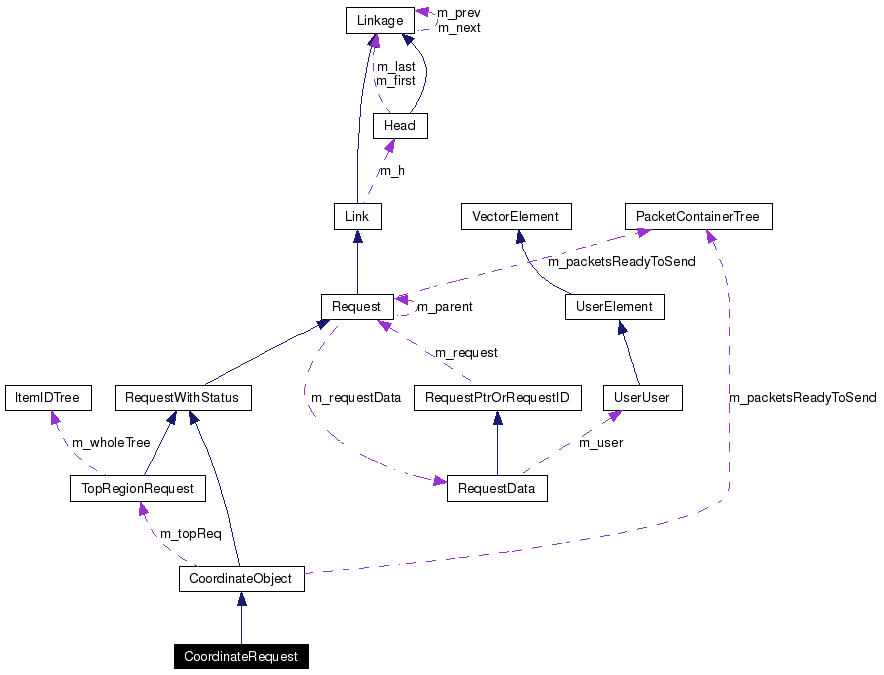 m_prev
Linkage
m_next
m_last
m_first
Head
m_h
Link
VectorElement
PacketContainerTree
m_packetsReadyToSend
Request
m_parent
UserElement
m_request
ItemIDTree
RequestWithStatus
m_requestData
RequestPtrOrRequestID
UserUser
m_packetsReadyToSend
m_wholeTree
m_user
TopRegionRequest
RequestData
m_topReq
CoordinateObject
CoordinateRequest